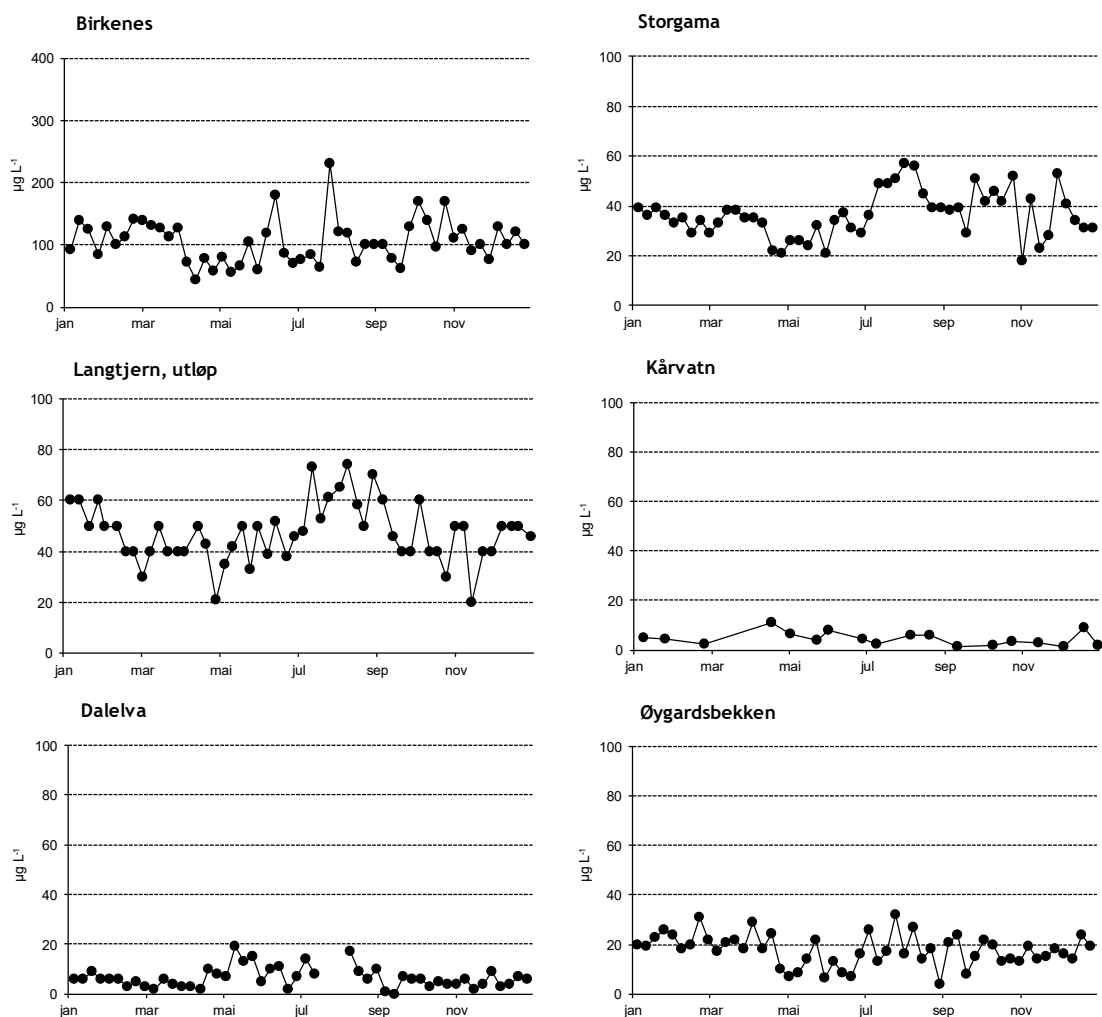 Birkenes
400
300
µg L-1
200
100
0
jan mar mai jul sep nov
Storgama
100
80
60
µg L-1
40
20
0
jan mar mai jul sep nov
Langtjern, utløp
100
80
60
µg L-1
40
20
0
jan mar mai jul sep nov
Kårvatn
100
80
60
µg L-1
40
20
0
jan mar mai jul sep nov
Dalelva
100
80
60
µg L-1
40
20
0
jan mar mai jul sep nov
Øygardsbekken
100
80
60
µg L-1
40
20
0
jan mar mai jul sep nov